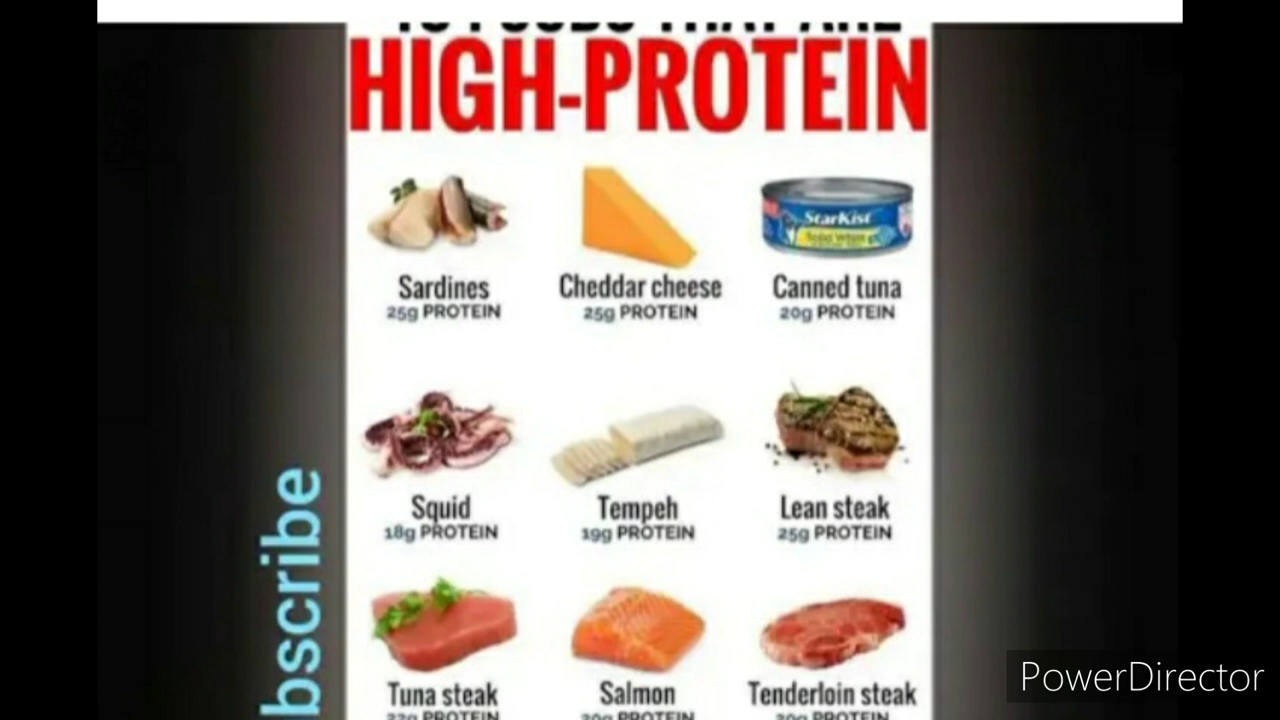 HIGH-PROTEIN
StarKist
Sardines
25g PROTEIN
Cheddar cheese
25g PROTEIN
Canned tuna
20g PROTEIN
Squid
18g PROTEIN
Tempeh
19g PROTEIN
Lean steak
25g PROTEIN
Tuna steak
Salmon
Tenderloin steak
bscribe
PowerDirector